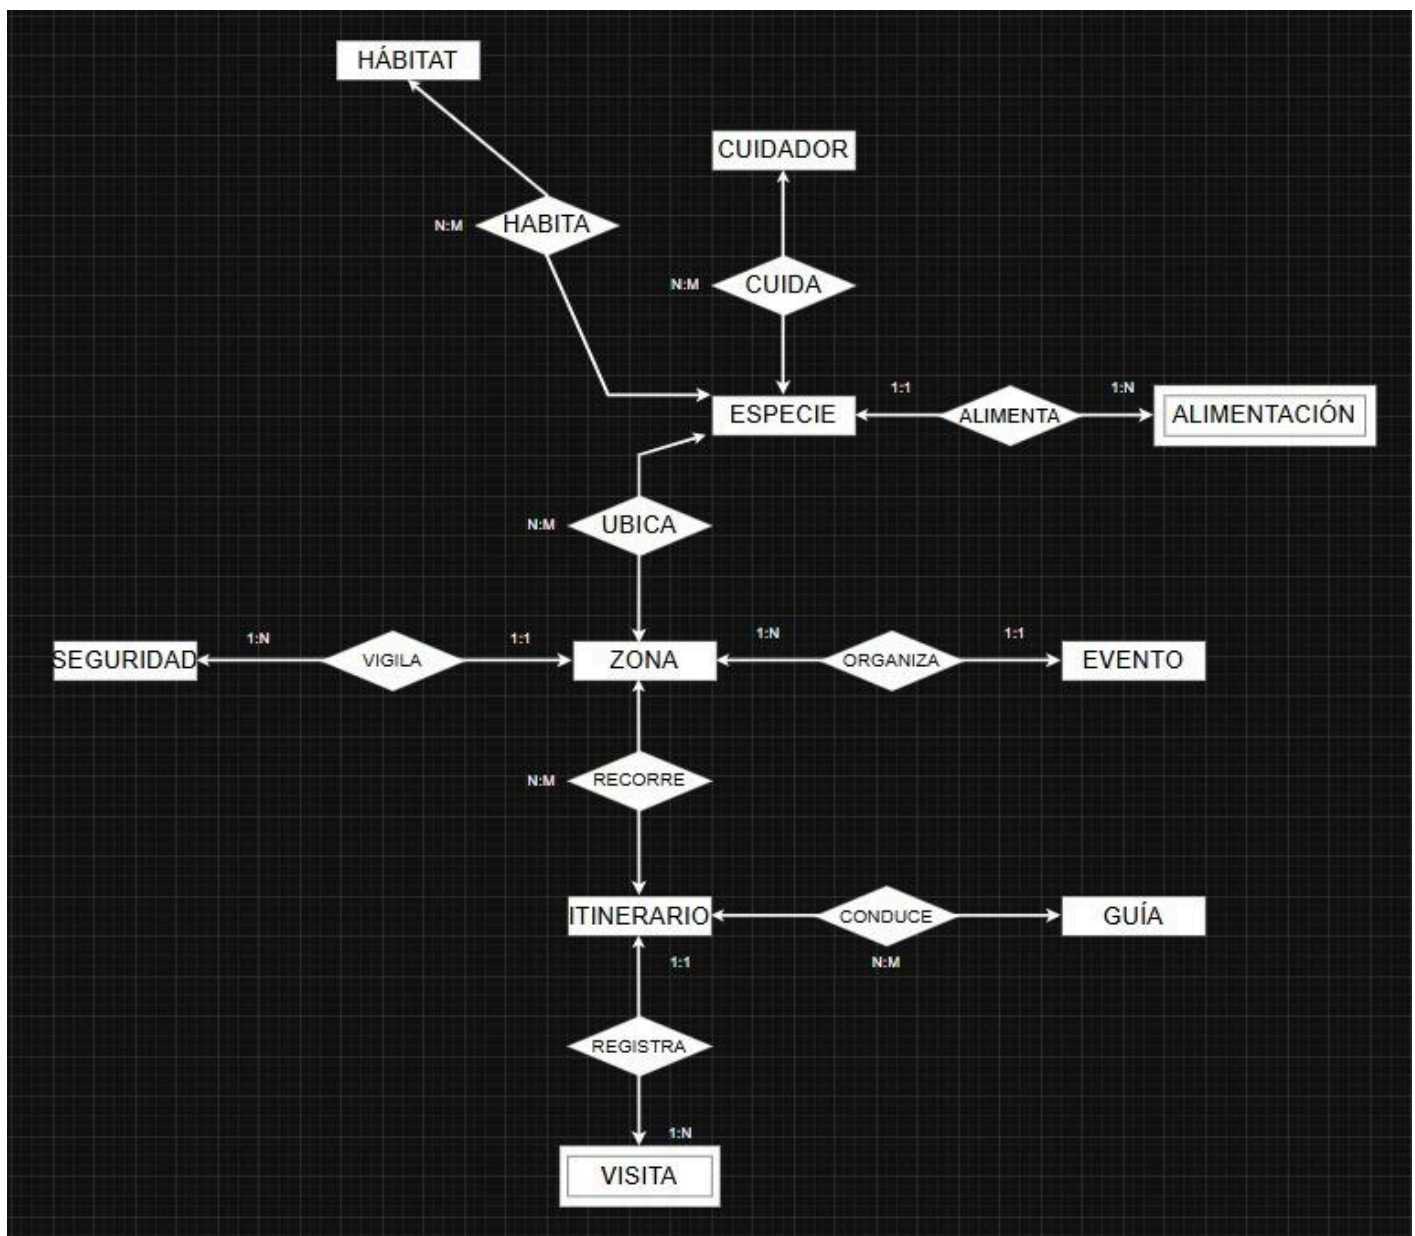 HÁBITAT
CUIDADOR
N:M
HABITA
N:M
CUIDA
ESPECIE
1:1
ALIMENTA
1:N
ALIMENTACIÓN
N:M
UBICA
SEGURIDAD
1:N
VIGILA
1:1
ZONA
1:N
ORGANIZA
1:1
EVENTO
N:M
RECORRE
ITINERARIO
CONDUCE
GUÍA
1:1
N:M
REGISTRA
1:N
VISITA